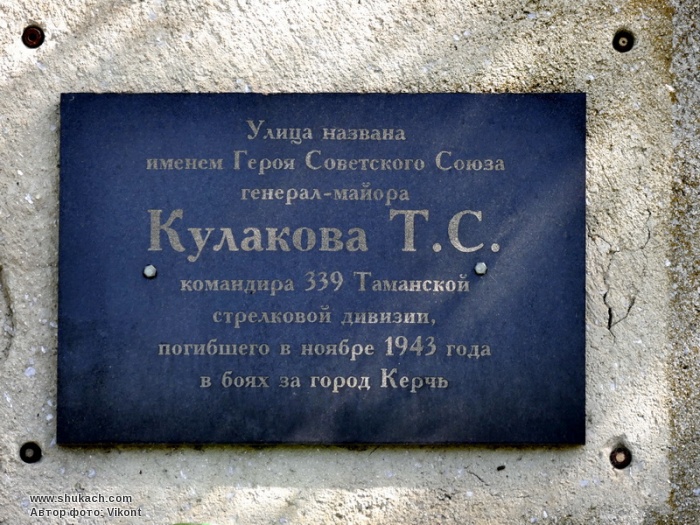 Улица названа
именем Героя Советского Союза
генерал-майора
Кулакова Т.С.
командира 339 Таманской
стрелковой дивизии,
погибшего в ноябре 1943 года
в боях за город Керчь
www.shukach.com
Автор фото: Vikont